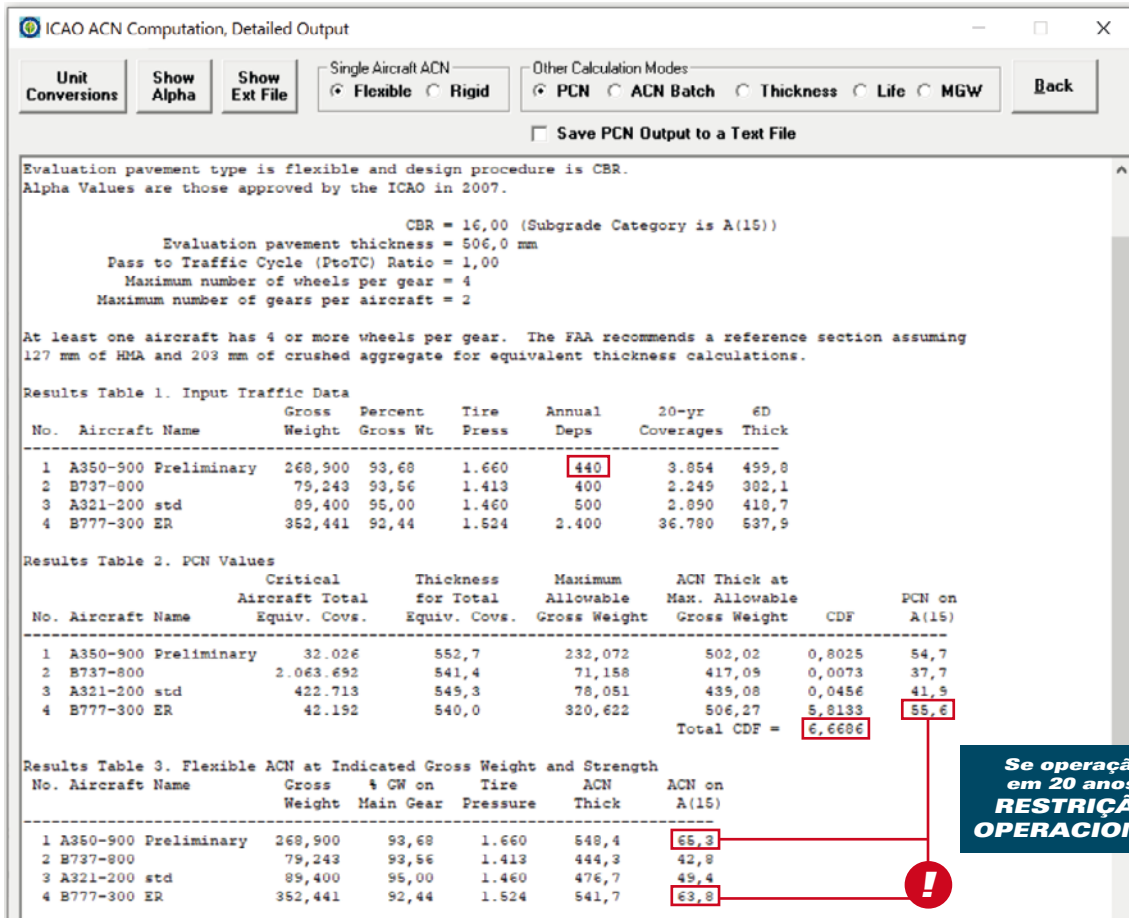 ICAO ACN Computation, Detailed Output
Unit Conversions
Show Alpha
Show Ext File
Single Aircraft ACN
Flexible Rigid
Other Calculation Modes
PCN ACN Batch Thickness Life MGW
Back
Save PCN Output to a Text File
Evaluation pavement type is flexible and design procedure is CBR.
Alpha Values are those approved by the ICAO in 2007.
CBR = 16,00 (Subgrade Category is A(15))
Evaluation pavement thickness = 506,0 mm
Pass to Traffic Cycle (PtoTC) Ratio = 1,00
Maximum number of wheels per gear = 4
Maximum number of gears per aircraft = 2
At least one aircraft has 4 or more wheels per gear. The FAA recommends a reference section assuming
127 mm of HMA and 203 mm of crushed aggregate for equivalent thickness calculations.
Results Table 1. Input Traffic Data
Gross Percent Tire Annual 20-yr 6D
No. Aircraft Name Weight Gross Wt Press Deps Coverages Thick
1 A350-900 Preliminary 268,900 93,68 1.660 440 3.854 499,8
2 B737-800 79,243 93,56 1.413 400 2.249 382,1
3 A321-200 std 89,400 95,00 1.460 500 2.890 418,7
4 B777-300 ER 352,441 92,44 1.524 2.400 36.780 537,9
Results Table 2. PCN Values
Critical Thickness Maximum ACN Thick at
Aircraft Total for Total Allowable Max. Allowable PCN on
No. Aircraft Name Equiv. Covs. Equiv. Covs. Gross Weight Gross Weight CDF A(15)
1 A350-900 Preliminary 32.026 552,7 232,072 502,02 0,8025 54,7
2 B737-800 2.063.692 541,4 71,158 417,09 0,0073 37,7
3 A321-200 std 422.713 549,3 78,051 439,08 0,0456 41,9
4 B777-300 ER 42.192 540,0 320,622 506,27 5,8133 55,6
Total CDF = 6,6686
Results Table 3. Flexible ACN at Indicated Gross Weight and Strength
No. Aircraft Name Gross % GW on Tire ACN ACN on
Weight Main Gear Pressure Thick A(15)
1 A350-900 Preliminary 268,900 93,68 1.660 548,4 65,3
2 B737-800 79,243 93,56 1.413 444,3 42,8
3 A321-200 std 89,400 95,00 1.460 476,7 49,4
4 B777-300 ER 352,441 92,44 1.524 541,7 63,8
Se operaçã
em 20 anos
RESTRIÇÃ
OPERACION
!